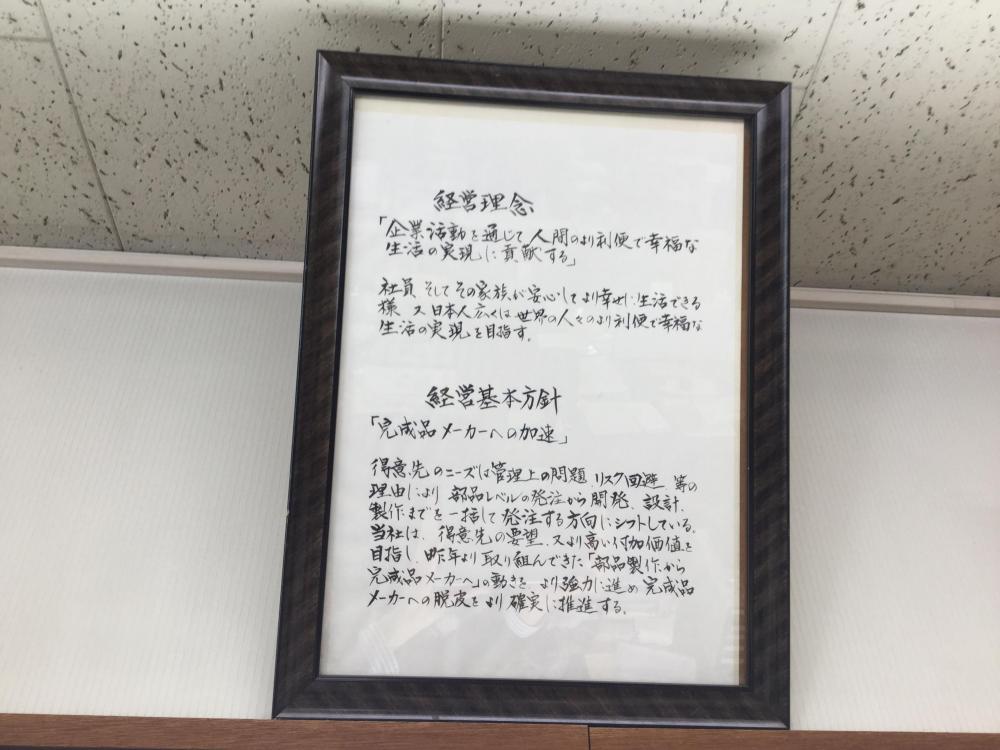 経営理念
「企業活動を通じて人間のより利便で幸福な
生活の実現に貢献する」
社員そしてその家族が安心してより幸せに生活できる
様 又日本人広くは世界の人々のより利便で幸福な
生活の実現を目指す。
経営基本方針
「完成品メーカーへの加速」
得意先のニーズは管理上の問題、リスク回避 等の
理由により 部品レベルの発注から開発、設計、
製作までを一括して発注する方向にシフトしている。
当社は、得意先の要望、又より高い付加価値を
目指し、昨年より取り組んできた「部品製作から
完成品メーカーへ」の動きを より強力に進め 完成品
メーカーへの脱皮をより確実に推進する。